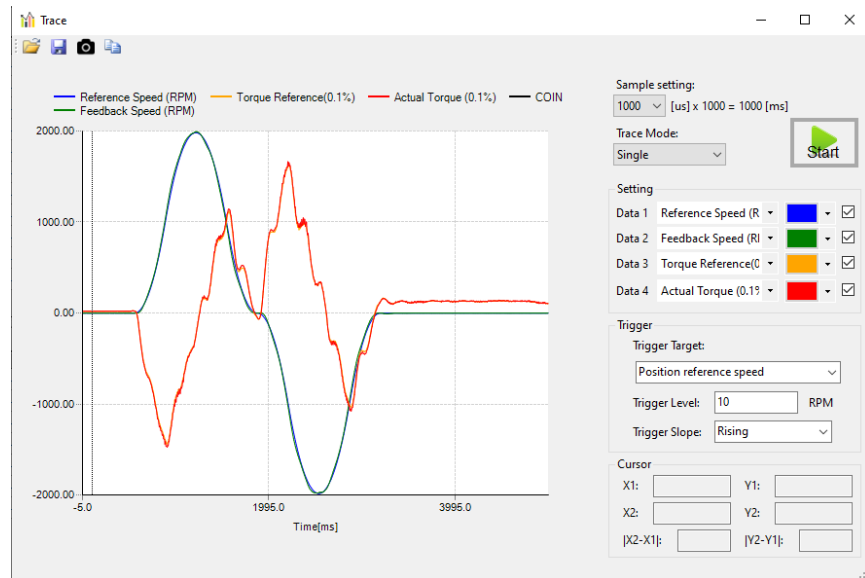 Trace
Sample setting:
1000 [us] x 1000 = 1000 [ms]
Trace Mode:
Single
Start
Reference Speed (RPM) Torque Reference(0.1%) Actual Torque (0.1%) COIN
Feedback Speed (RPM)
2000.00
1000.00
0.00
-1000.00
-2000.00
-5.0 1995.0 3995.0
Time[ms]
Setting
Data 1 Reference Speed (R
Data 2 Feedback Speed (RI
Data 3 Torque Reference(0
Data 4 Actual Torque (0.1%
Trigger
Trigger Target:
Position reference speed
Trigger Level: 10 RPM
Trigger Slope: Rising
Cursor
X1: Y1:
X2: Y2:
|X2-X1|: |Y2-Y1|: